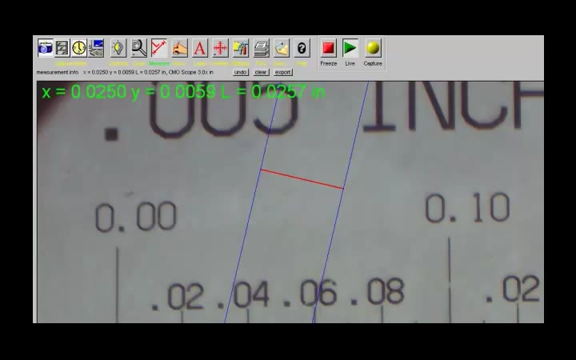 measurement info x = 0.0250 y = 0.0059 L = 0.0257 in, CMO Scope 3.0x in undo clear export
Freeze Live Capture
x = 0.0250 y = 0.0059 L = 0.0257 in
.005 INCH
0.00 0.10
.02 .04 .06 .08 .02